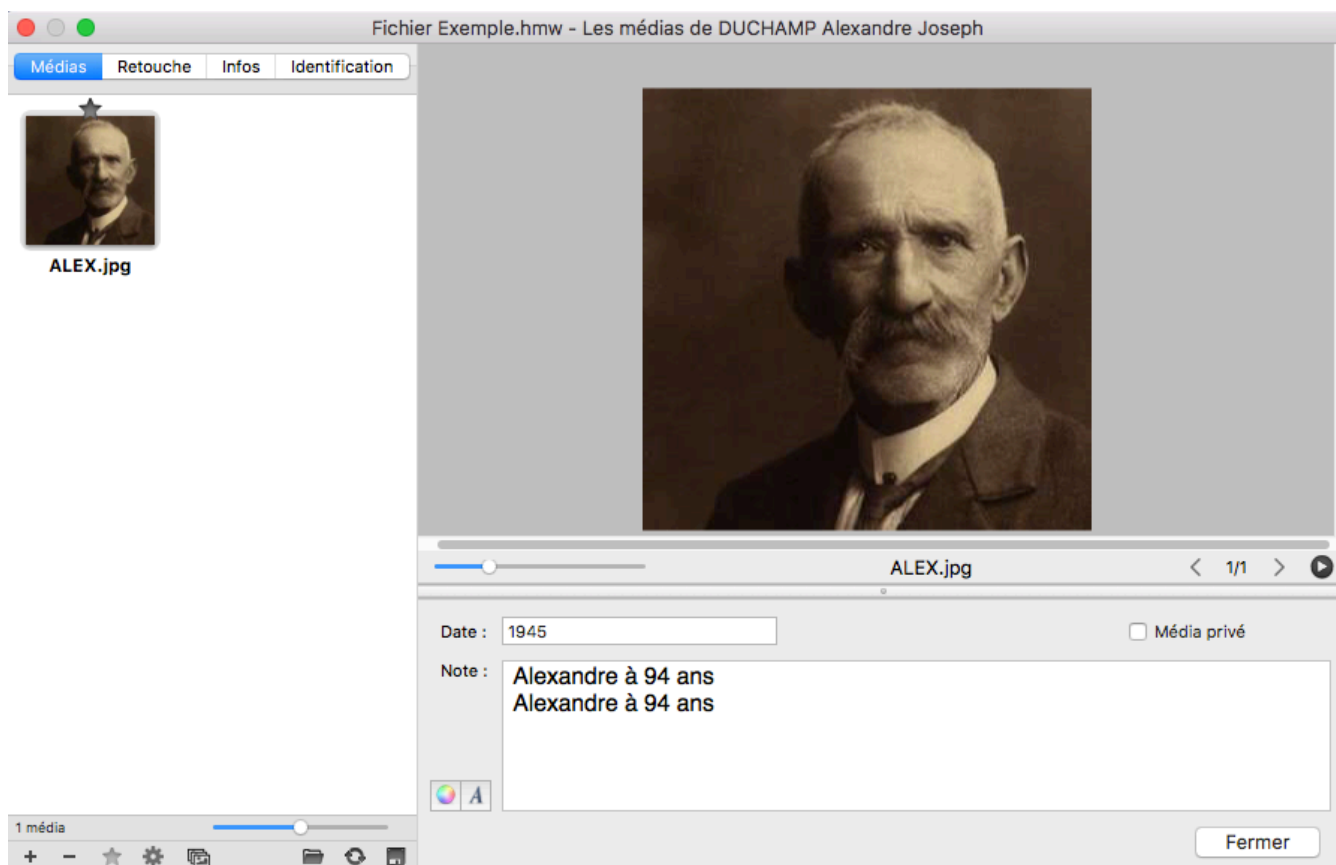 Fichier Exemple.hmw - Les médias de DUCHAMP Alexandre Joseph
Médias Retouche Infos Identification
ALEX.jpg
ALEX.jpg 1/1
Date : 1945 Média privé
Note : Alexandre à 94 ans
Alexandre à 94 ans
A
1 média
Fermer